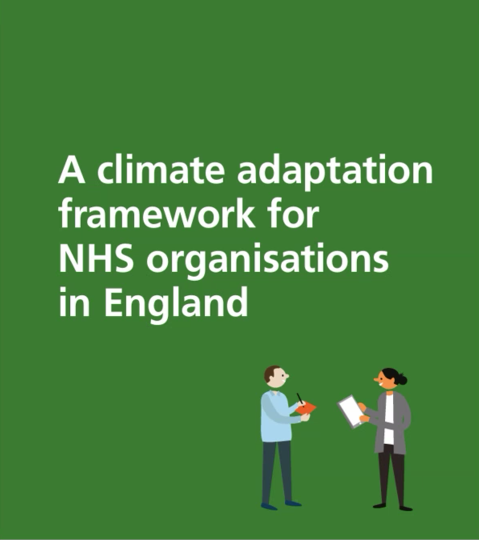 A climate adaptation
framework for
NHS organisations
in England